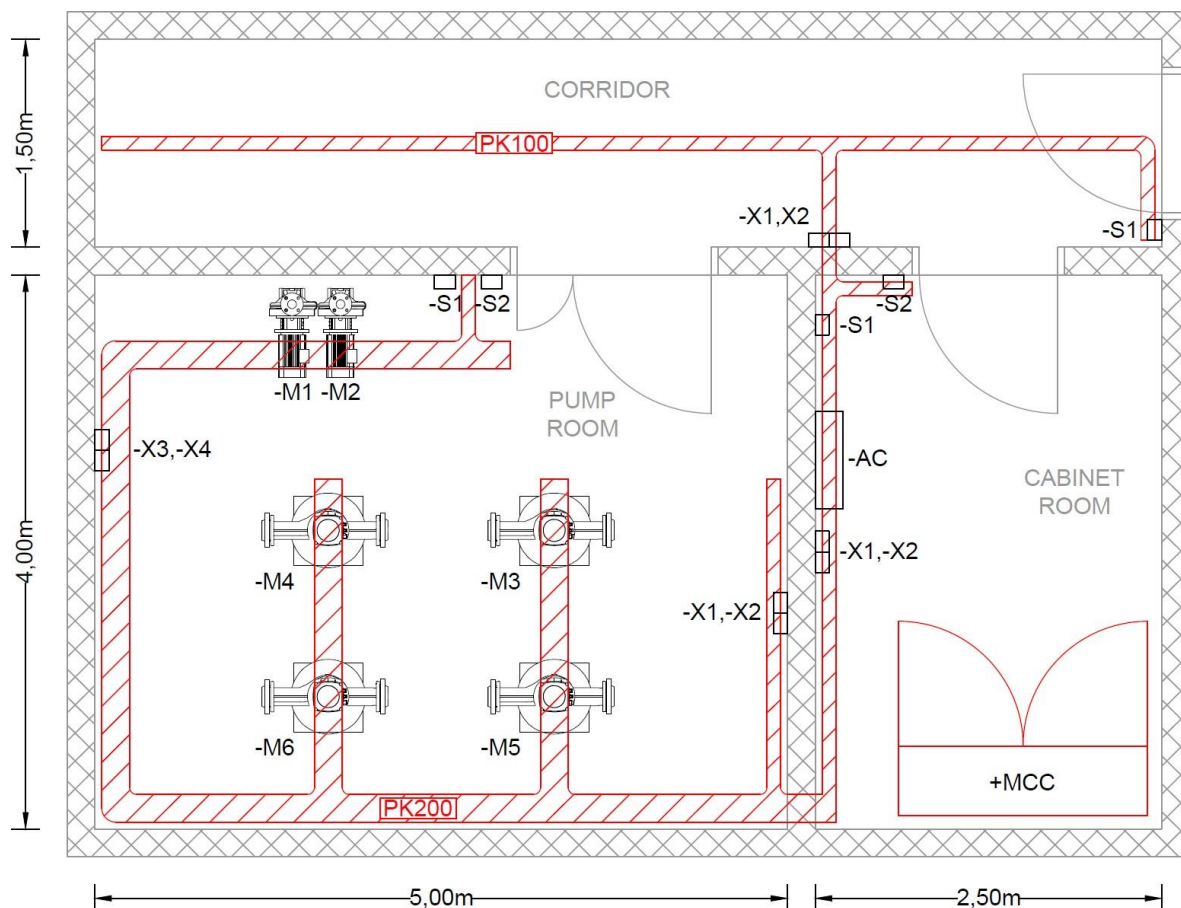 CORRIDOR
1,50m
PK100
-X1,X2
-S1
-S1
-S2
-S2
-S1
-M1
-M2
PUMP
ROOM
-X3,-X4
-AC
CABINET
ROOM
4,00m
-X1,-X2
-M4
-M3
-X1,-X2
-M6
-M5
+MCC
PK200
5,00m
2,50m